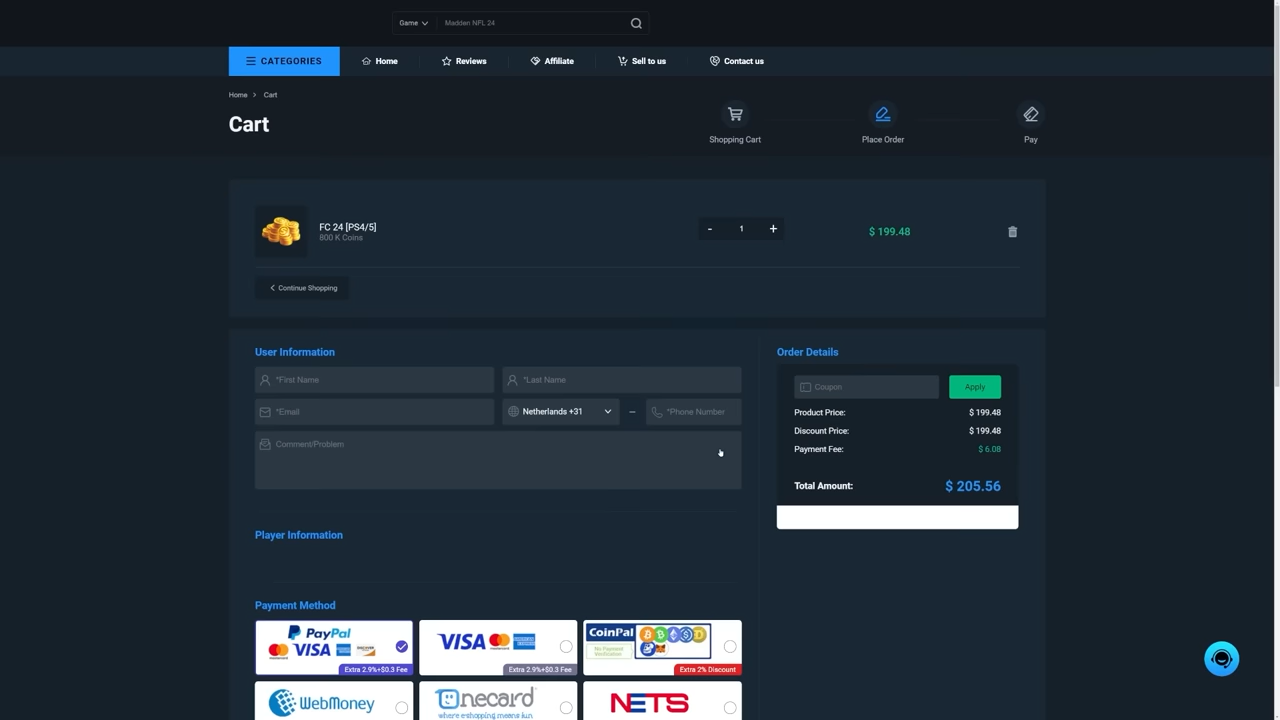 Game
Madden NFL 24
CATEGORIES
Home
Reviews
Affiliate
Sell to us
Contact us
Home > Cart
Cart
Shopping Cart
Place Order
Pay
FC 24 [PS4/5]
800 K Coins
- 1 +
$ 199.48
Continue Shopping
User Information
*First Name
*Last Name
*Email
Netherlands +31
–
*Phone Number
Comment/Problem
Order Details
Coupon
Apply
Product Price: $ 199.48
Discount Price: $ 199.48
Payment Fee: $ 6.08
Total Amount: $ 205.56
Player Information
Payment Method
PayPal
VISA
DISCOVER
Extra 2.9%+$0.3 Fee
VISA
Extra 2.9%+$0.3 Fee
CoinPal
No Payment
Verification
Extra 2% Discount
WebMoney
onecard
where eshopping means fun
NETS